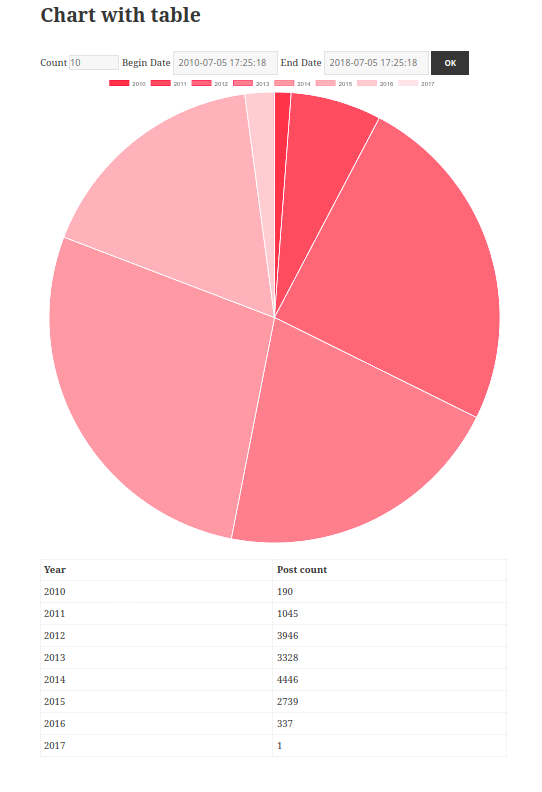 Chart with table
Count 10 Begin Date 2010-07-05 17:25:18 End Date 2018-07-05 17:25:18 OK
2010 2011 2012 2013 2014 2015 2016 2017
Year Post count
2010 190
2011 1045
2012 3946
2013 3328
2014 4446
2015 2739
2016 337
2017 1